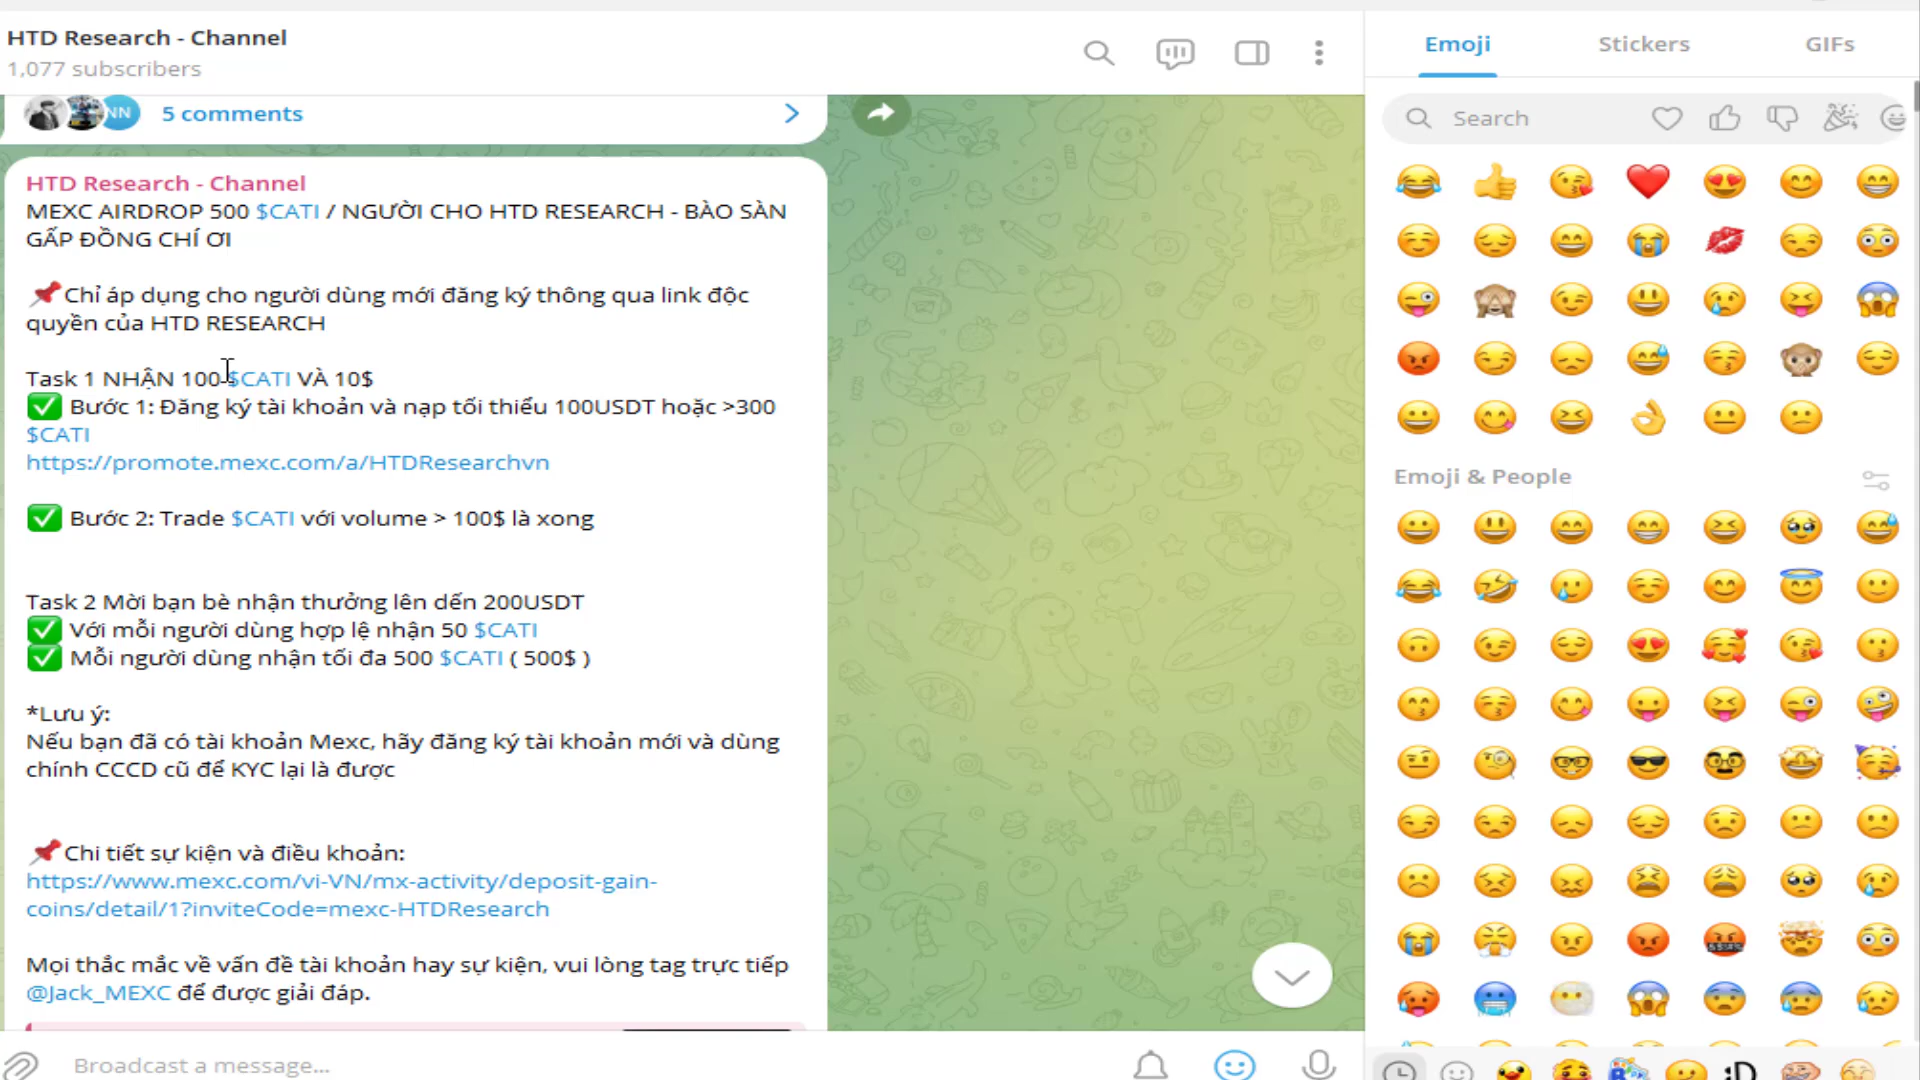 HTD Research - Channel
1,077 subscribers
NN
5 comments
HTD Research - Channel
MEXC AIRDROP 500 $CATI / NGƯỜI CHO HTD RESEARCH - BÀO SÀN
GẤP ĐỒNG CHÍ ƠI
Chỉ áp dụng cho người dùng mới đăng ký thông qua link độc
quyền của HTD RESEARCH
Task 1 NHẬN 100 $CATI VÀ 10$
Bước 1: Đăng ký tài khoản và nạp tối thiểu 100USDT hoặc >300
$CATI
https://promote.mexc.com/a/HTDResearchvn
Bước 2: Trade $CATI với volume > 100$ là xong
Task 2 Mời bạn bè nhận thưởng lên dến 200USDT
Với mỗi người dùng hợp lệ nhận 50 $CATI
Mỗi người dùng nhận tối đa 500 $CATI ( 500$ )
*Lưu ý:
Nếu bạn đã có tài khoản Mexc, hãy đăng ký tài khoản mới và dùng
chính CCCD cũ để KYC lại là được
Chi tiết sự kiện và điều khoản:
https://www.mexc.com/vi-VN/mx-activity/deposit-gain-
coins/detail/1?inviteCode=mexc-HTDResearch
Mọi thắc mắc về vấn đề tài khoản hay sự kiện, vui lòng tag trực tiếp
@Jack_MEXC để được giải đáp.
Broadcast a message...
Emoji
Stickers
GIFs
Search
Emoji & People